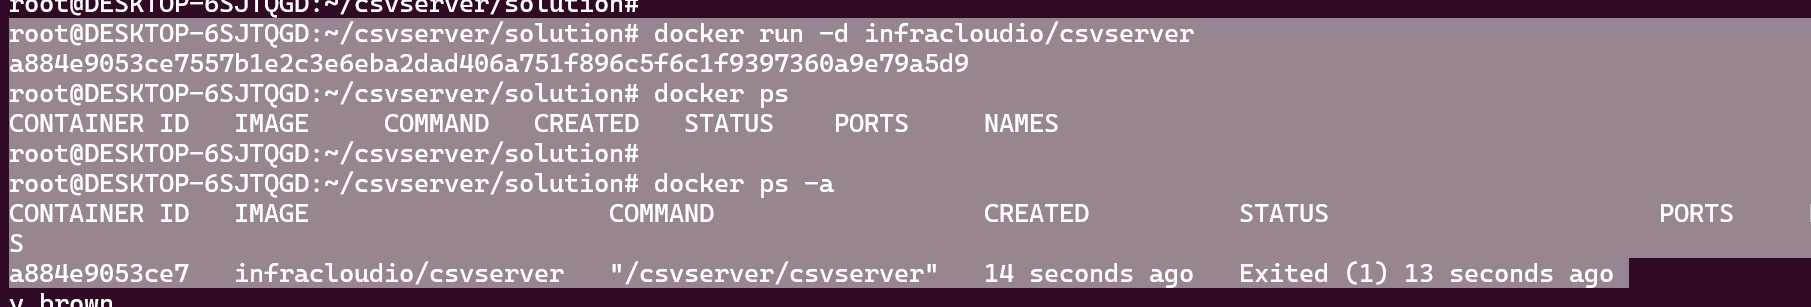 root@DESKTOP-6SJTQGD:~/csvserver/solution#
root@DESKTOP-6SJTQGD:~/csvserver/solution# docker run -d infracloudio/csvserver
a884e9053ce7557b1e2c3e6eba2dad406a751f896c5f6c1f9397360a9e79a5d9
root@DESKTOP-6SJTQGD:~/csvserver/solution# docker ps
CONTAINER ID   IMAGE     COMMAND   CREATED   STATUS    PORTS     NAMES
root@DESKTOP-6SJTQGD:~/csvserver/solution#
root@DESKTOP-6SJTQGD:~/csvserver/solution# docker ps -a
CONTAINER ID   IMAGE                    COMMAND                  CREATED          STATUS                      PORTS
S
a884e9053ce7   infracloudio/csvserver   "/csvserver/csvserver"   14 seconds ago   Exited (1) 13 seconds ago
y_brown